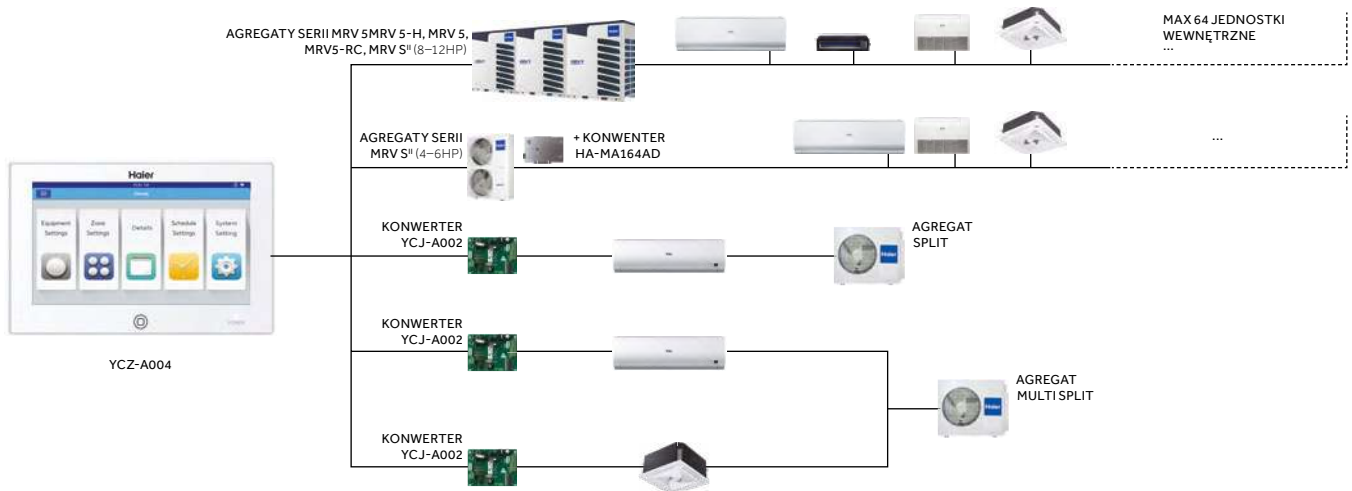 AGREGATY SERII MRV 5MRV 5-H, MRV 5,
MRV5-RC, MRV Sᴵᴵ (8–12HP)
MAX 64 JEDNOSTKI
WEWNĘTRZNE
...
AGREGATY SERII
MRV Sᴵᴵ (4–6HP)
+ KONWENTER
HA-MA164AD
...
Haier
Equipment
Settings
Zone
Settings
Details
Schedule
Settings
System
Setting
YCZ-A004
KONWERTER
YCJ-A002
AGREGAT
SPLIT
Haier
KONWERTER
YCJ-A002
AGREGAT
MULTI SPLIT
Haier
KONWERTER
YCJ-A002